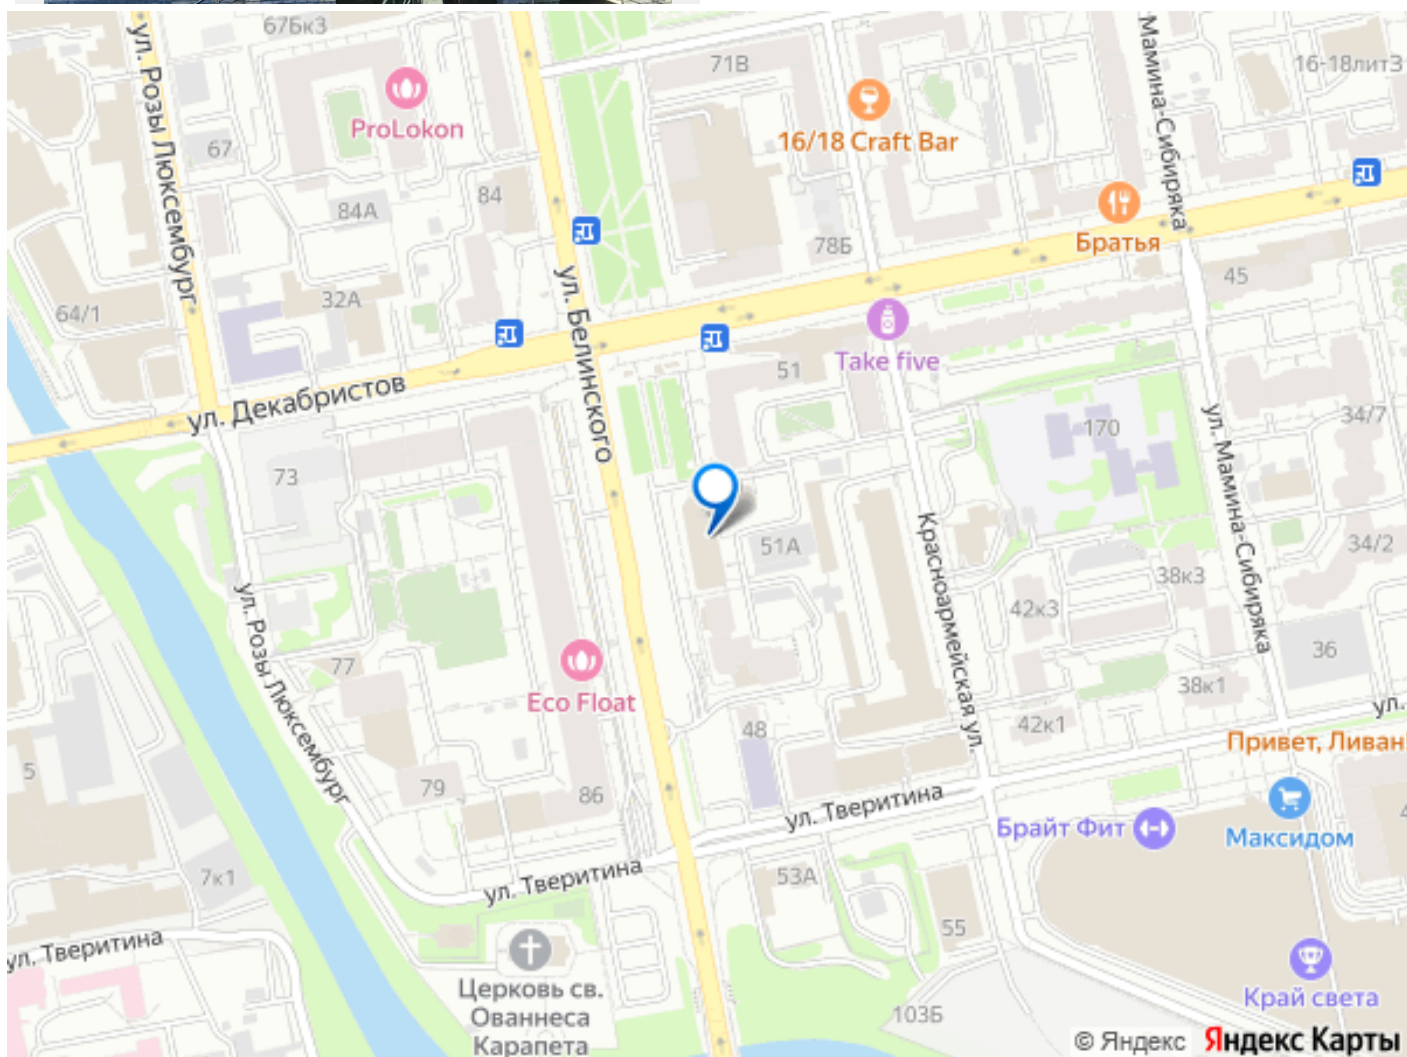 67Бк3
ул. Розы Люксембург
71В
Мамина-Сибиряка
16-18лит3
ProLokon
16/18 Craft Bar
67
84
84А
78Б
Братья
ул. Белинского
45
64/1
32А
Take five
51
ул. Декабристов
34/7
170
73
ул. Мамина-Сибиряка
51А
Красноармейская ул.
34/2
38к3
42к3
ул. Розы Люксембург
36
77
Eco Float
38к1
48
42к1
ул.
Привет, Ливан!
5
79
86
ул. Тверитина
Брайт Фит
Максидом
7к1
ул. Тверитина
53А
55
ул. Тверитина
Церковь св.
Ованнеса
Карапета
Край света
103Б
© Яндекс Яндекс Карты